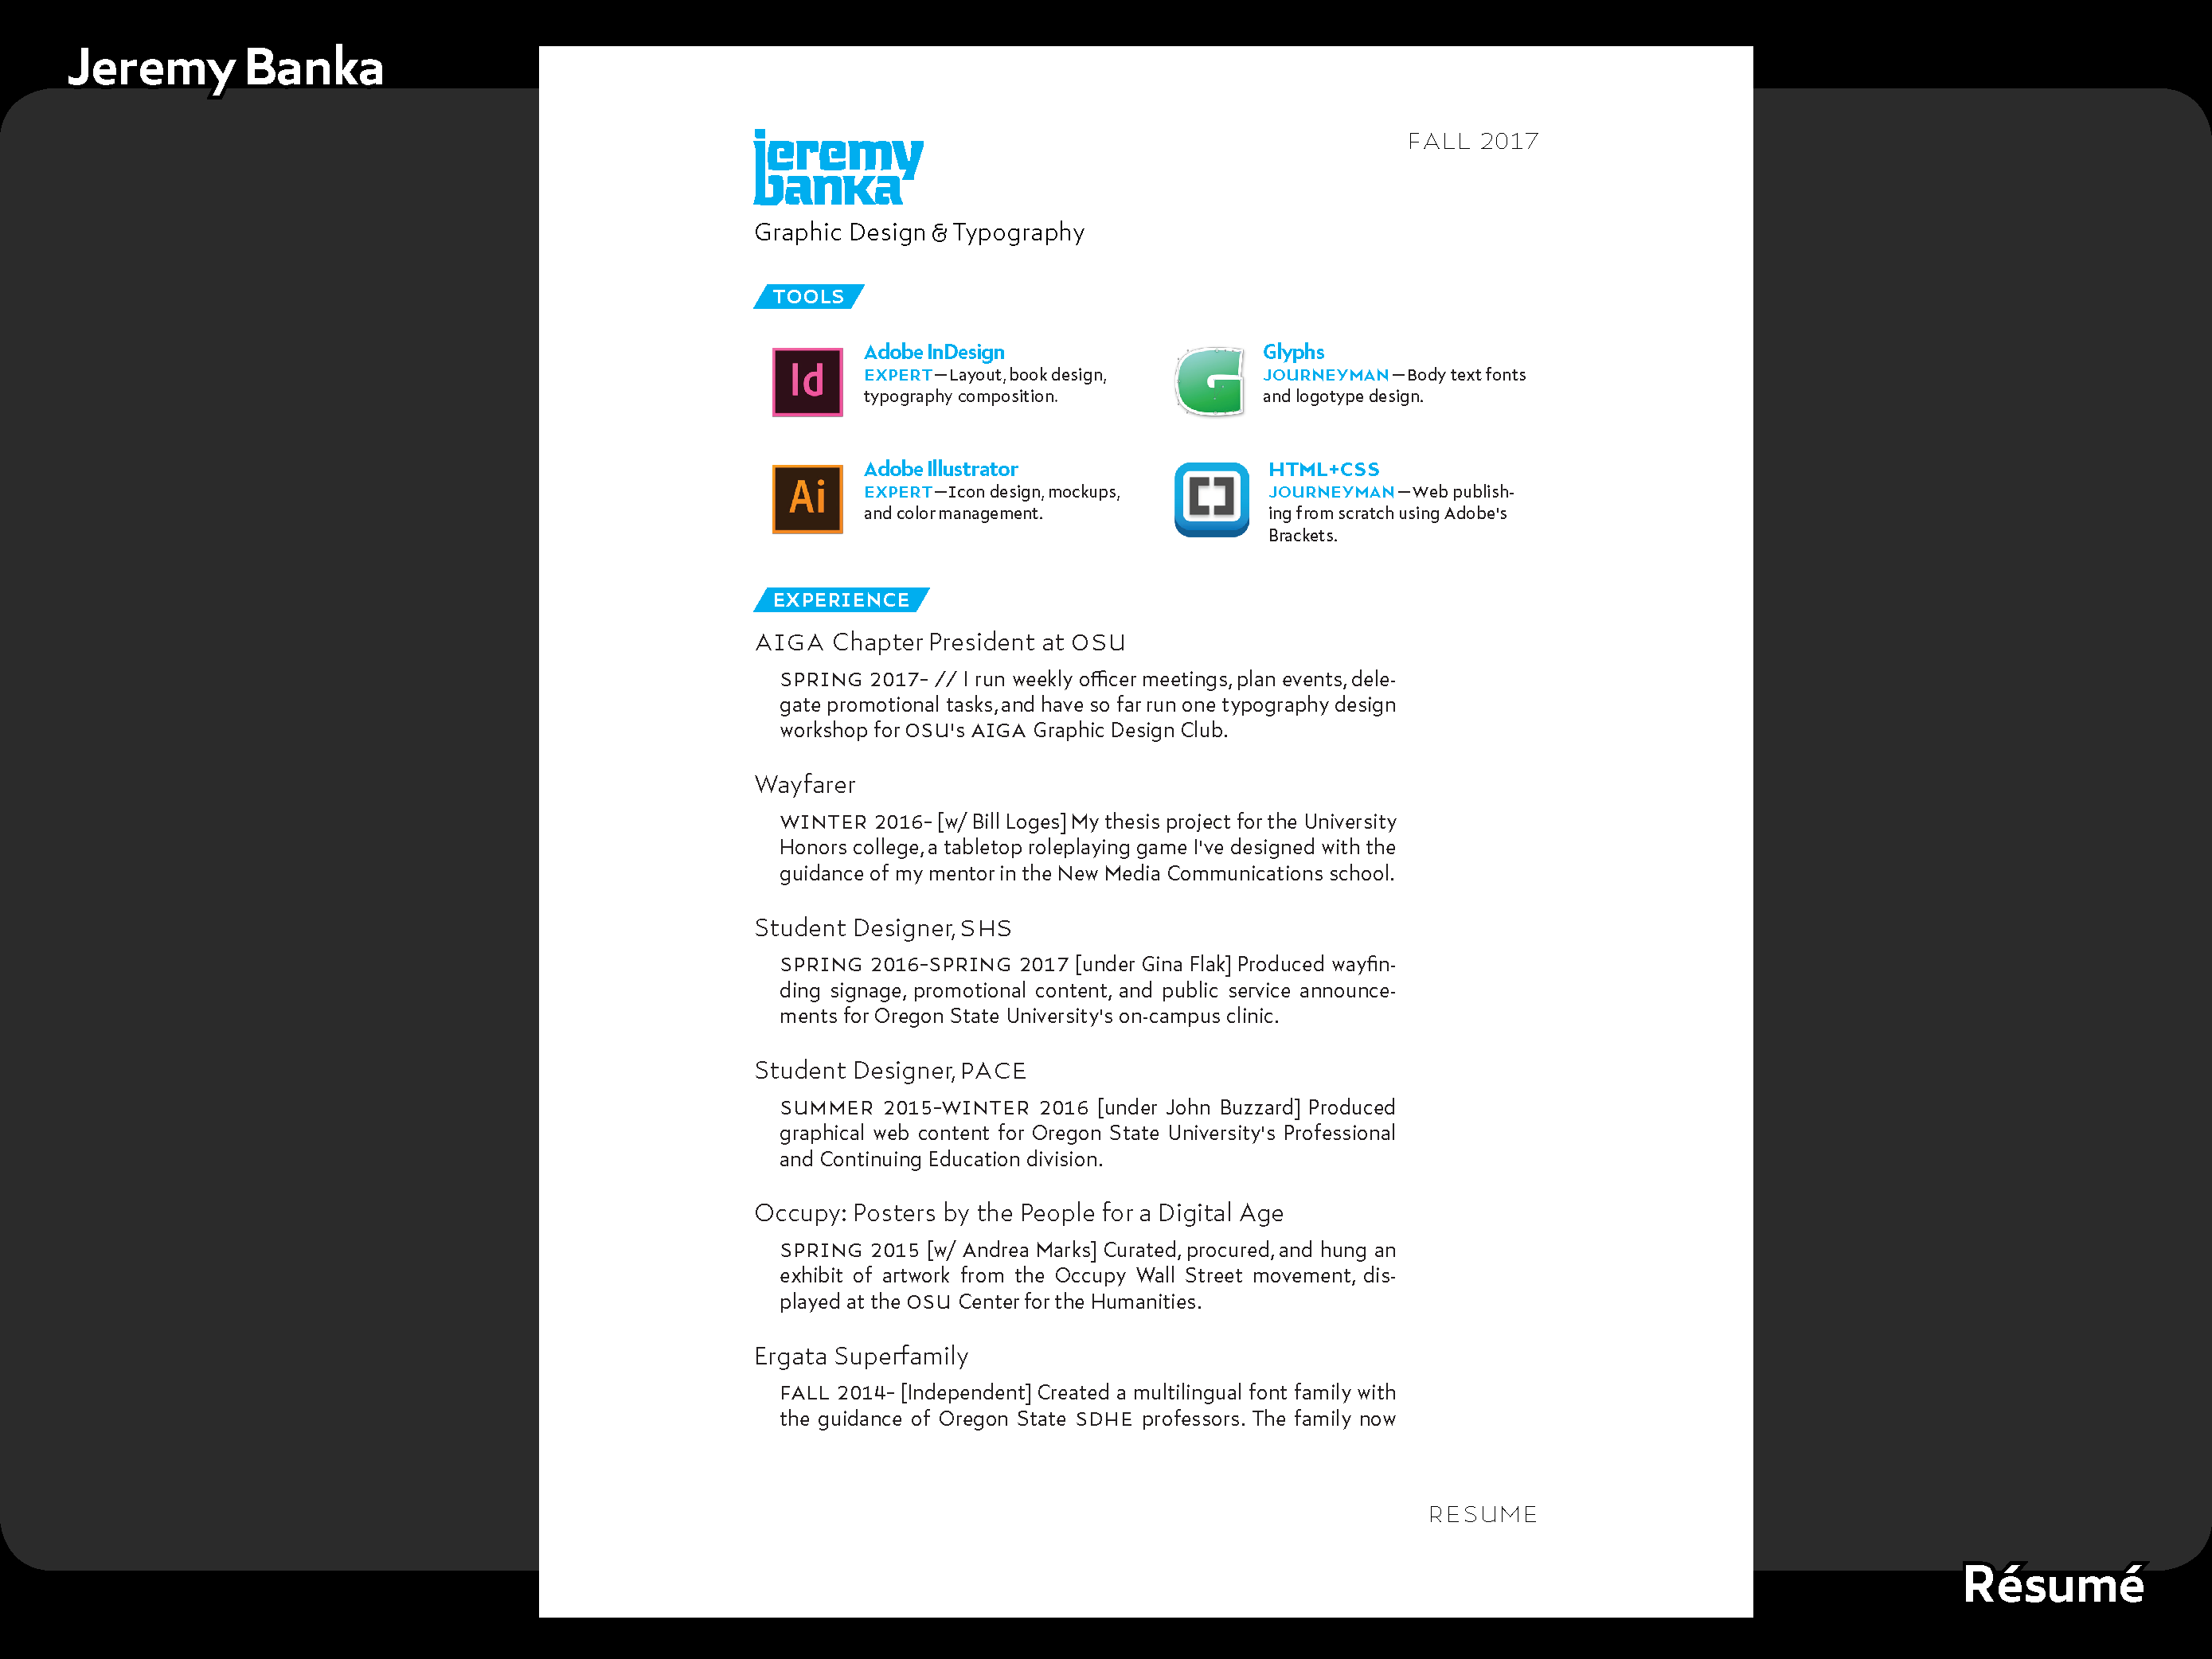 Jeremy Banka
jeremy
banka
FALL 2017
Graphic Design & Typography
TOOLS
Id
Adobe InDesign
EXPERT—Layout, book design,
typography composition.
G
Glyphs
JOURNEYMAN—Body text fonts
and logotype design.
Ai
Adobe Illustrator
EXPERT—Icon design, mockups,
and color management.
HTML+CSS
JOURNEYMAN—Web publish-
ing from scratch using Adobe's
Brackets.
EXPERIENCE
AIGA Chapter President at OSU
SPRING 2017– // I run weekly officer meetings, plan events, dele-
gate promotional tasks, and have so far run one typography design
workshop for OSU's AIGA Graphic Design Club.
Wayfarer
WINTER 2016– [w/ Bill Loges] My thesis project for the University
Honors college, a tabletop roleplaying game I've designed with the
guidance of my mentor in the New Media Communications school.
Student Designer, SHS
SPRING 2016–SPRING 2017 [under Gina Flak] Produced wayfin-
ding signage, promotional content, and public service announce-
ments for Oregon State University's on-campus clinic.
Student Designer, PACE
SUMMER 2015–WINTER 2016 [under John Buzzard] Produced
graphical web content for Oregon State University's Professional
and Continuing Education division.
Occupy: Posters by the People for a Digital Age
SPRING 2015 [w/ Andrea Marks] Curated, procured, and hung an
exhibit of artwork from the Occupy Wall Street movement, dis-
played at the OSU Center for the Humanities.
Ergata Superfamily
FALL 2014– [Independent] Created a multilingual font family with
the guidance of Oregon State SDHE professors. The family now
RESUME
Résumé